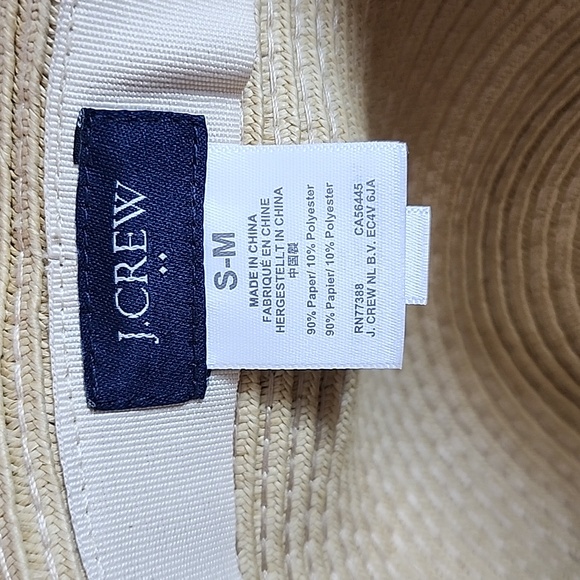 J.CREW
S-M
MADE IN CHINA
FABRIQUÉ EN CHINE
HERGESTELLT IN CHINA
中国製
90% Paper/ 10% Polyester
90% Papier/ 10% Polyester
RN77388 CA56445
J. CREW NL B.V. EC4V 6JA